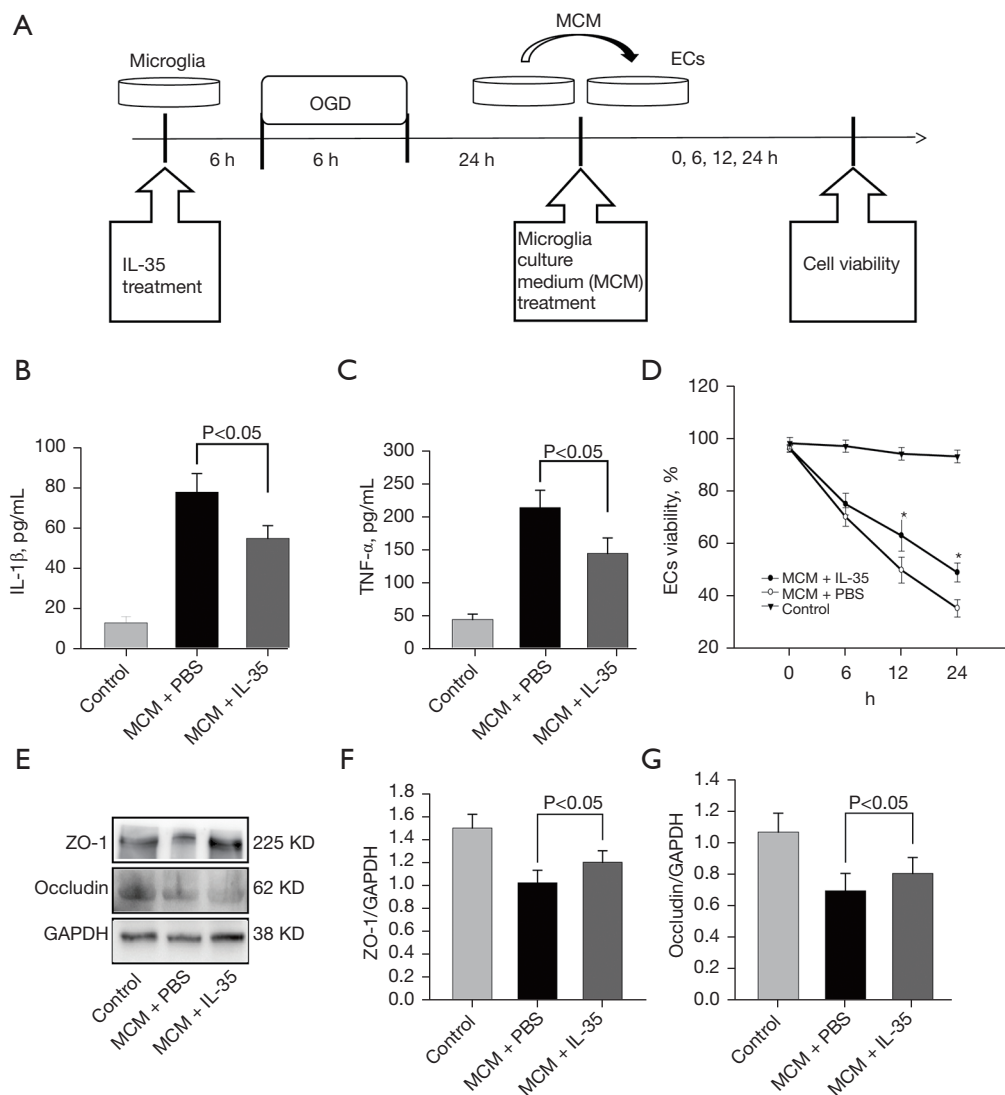 A
MCM
Microglia
ECs
OGD
6 h
6 h
24 h
0, 6, 12, 24 h
IL-35
treatment
Microglia
culture
medium (MCM)
treatment
Cell viability
B
P<0.05
IL-1β, pg/mL
100
80
60
40
20
0
Control
MCM + PBS
MCM + IL-35
C
P<0.05
TNF-α, pg/mL
300
250
200
150
100
50
0
Control
MCM + PBS
MCM + IL-35
D
ECs viability, %
120
100
80
60
40
20
*
*
MCM + IL-35
MCM + PBS
Control
0
6
12
24
h
E
ZO-1
225 KD
Occludin
62 KD
GAPDH
38 KD
Control
MCM + PBS
MCM + IL-35
F
P<0.05
ZO-1/GAPDH
1.8
1.6
1.4
1.2
1.0
0.8
0.6
0.4
0.2
0.0
Control
MCM + PBS
MCM + IL-35
G
P<0.05
Occludin/GAPDH
1.4
1.2
1.0
0.8
0.6
0.4
0.2
0.0
Control
MCM + PBS
MCM + IL-35